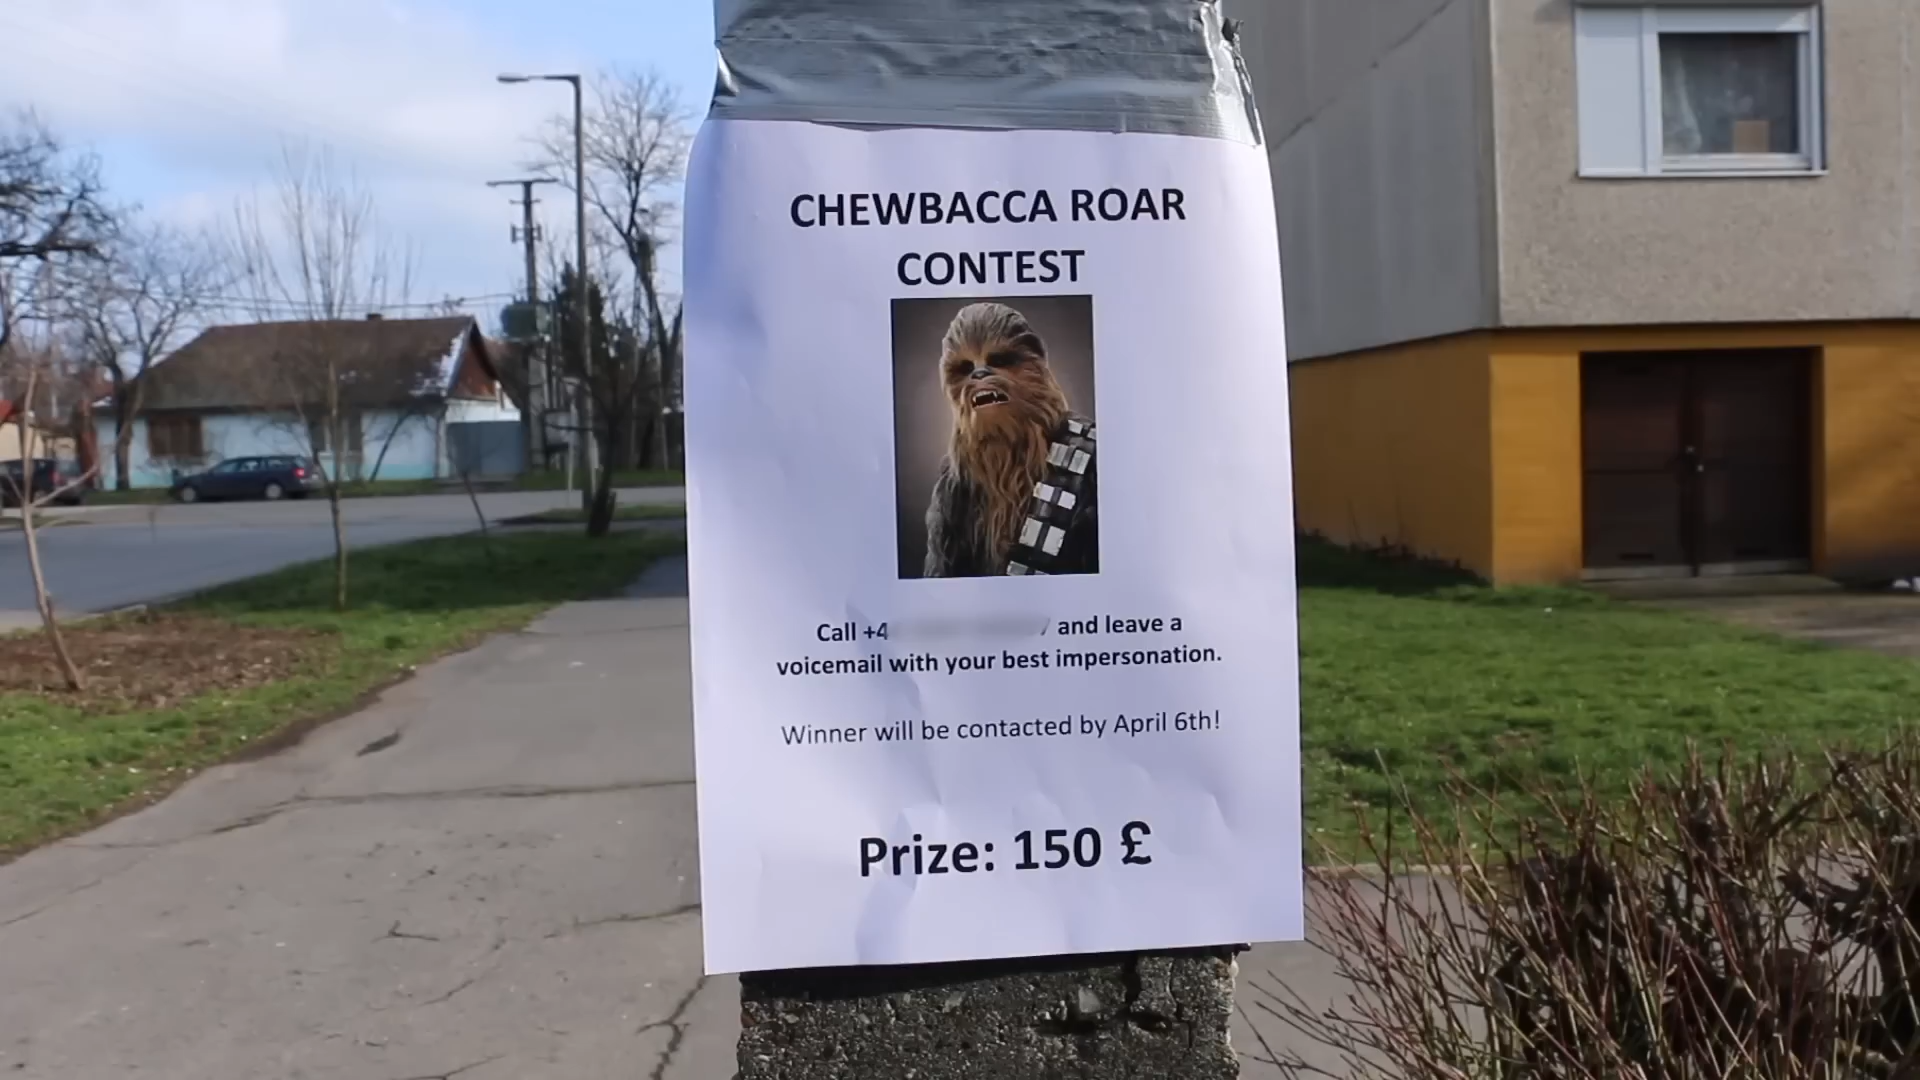 CHEWBACCA ROAR
CONTEST
Call +4 and leave a
voicemail with your best impersonation.
Winner will be contacted by April 6th!
Prize: 150 £